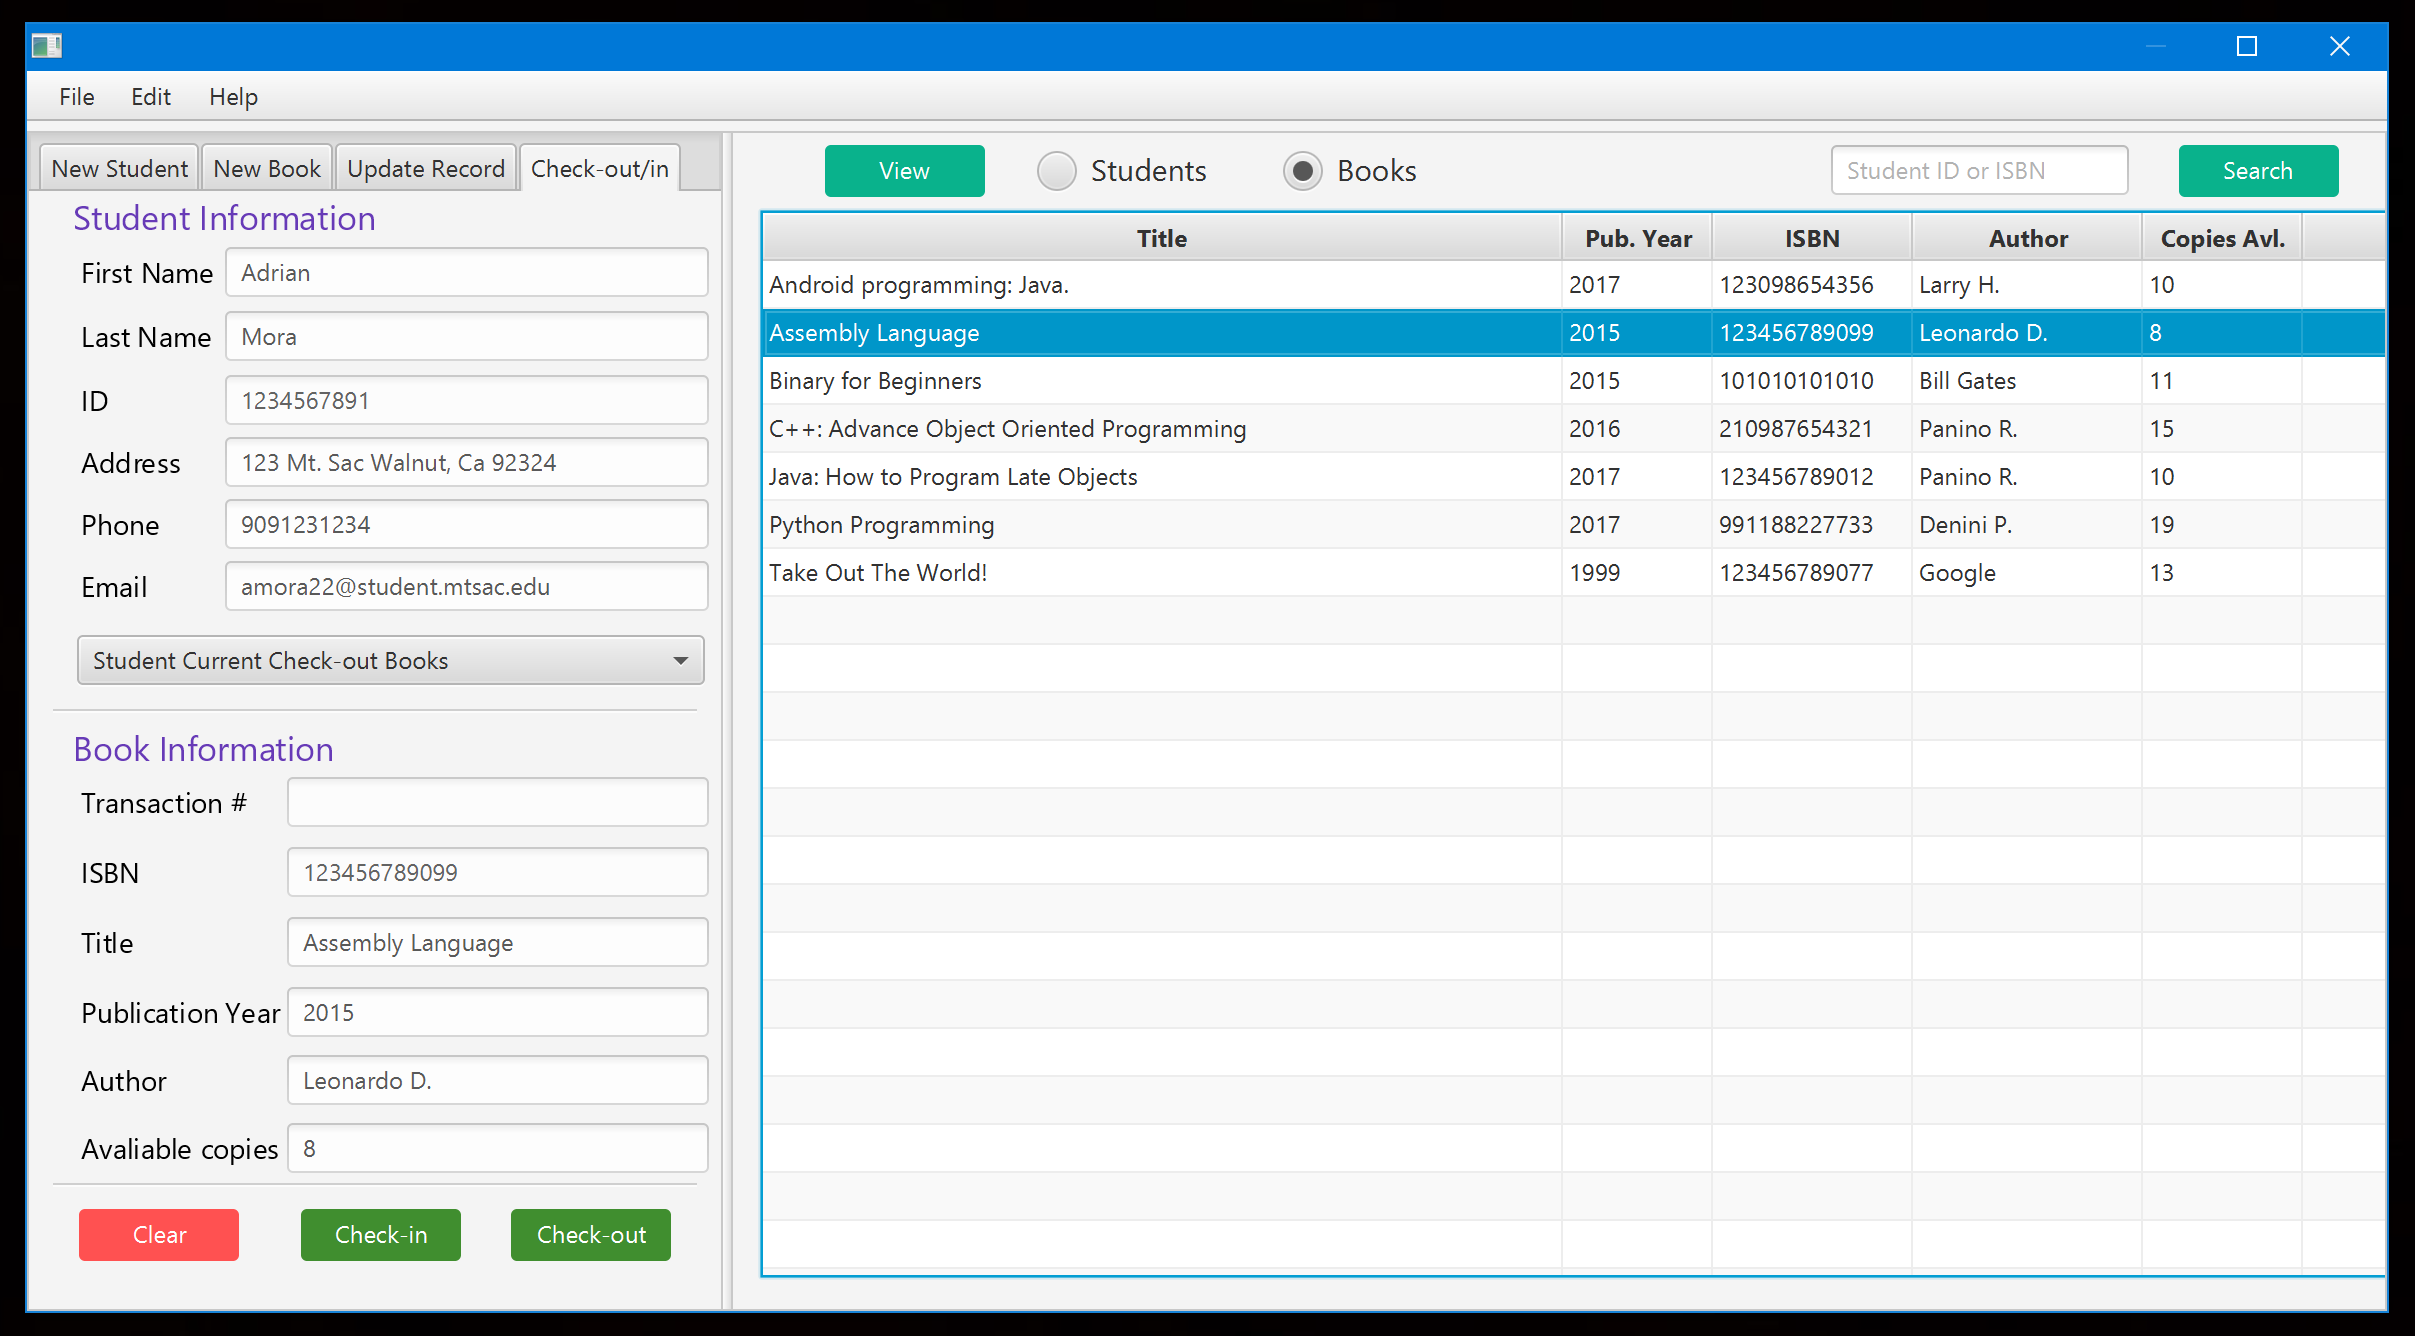 File Edit Help
New Student New Book Update Record Check-out/in
Student Information
First Name Adrian
Last Name Mora
ID 1234567891
Address 123 Mt. Sac Walnut, Ca 92324
Phone 9091231234
Email amora22@student.mtsac.edu
Student Current Check-out Books
Book Information
Transaction #
ISBN 123456789099
Title Assembly Language
Publication Year 2015
Author Leonardo D.
Avaliable copies 8
Clear Check-in Check-out
View Students Books Student ID or ISBN Search
Title Pub. Year ISBN Author Copies Avl.
Android programming: Java. 2017 123098654356 Larry H. 10
Assembly Language 2015 123456789099 Leonardo D. 8
Binary for Beginners 2015 101010101010 Bill Gates 11
C++: Advance Object Oriented Programming 2016 210987654321 Panino R. 15
Java: How to Program Late Objects 2017 123456789012 Panino R. 10
Python Programming 2017 991188227733 Denini P. 19
Take Out The World! 1999 123456789077 Google 13